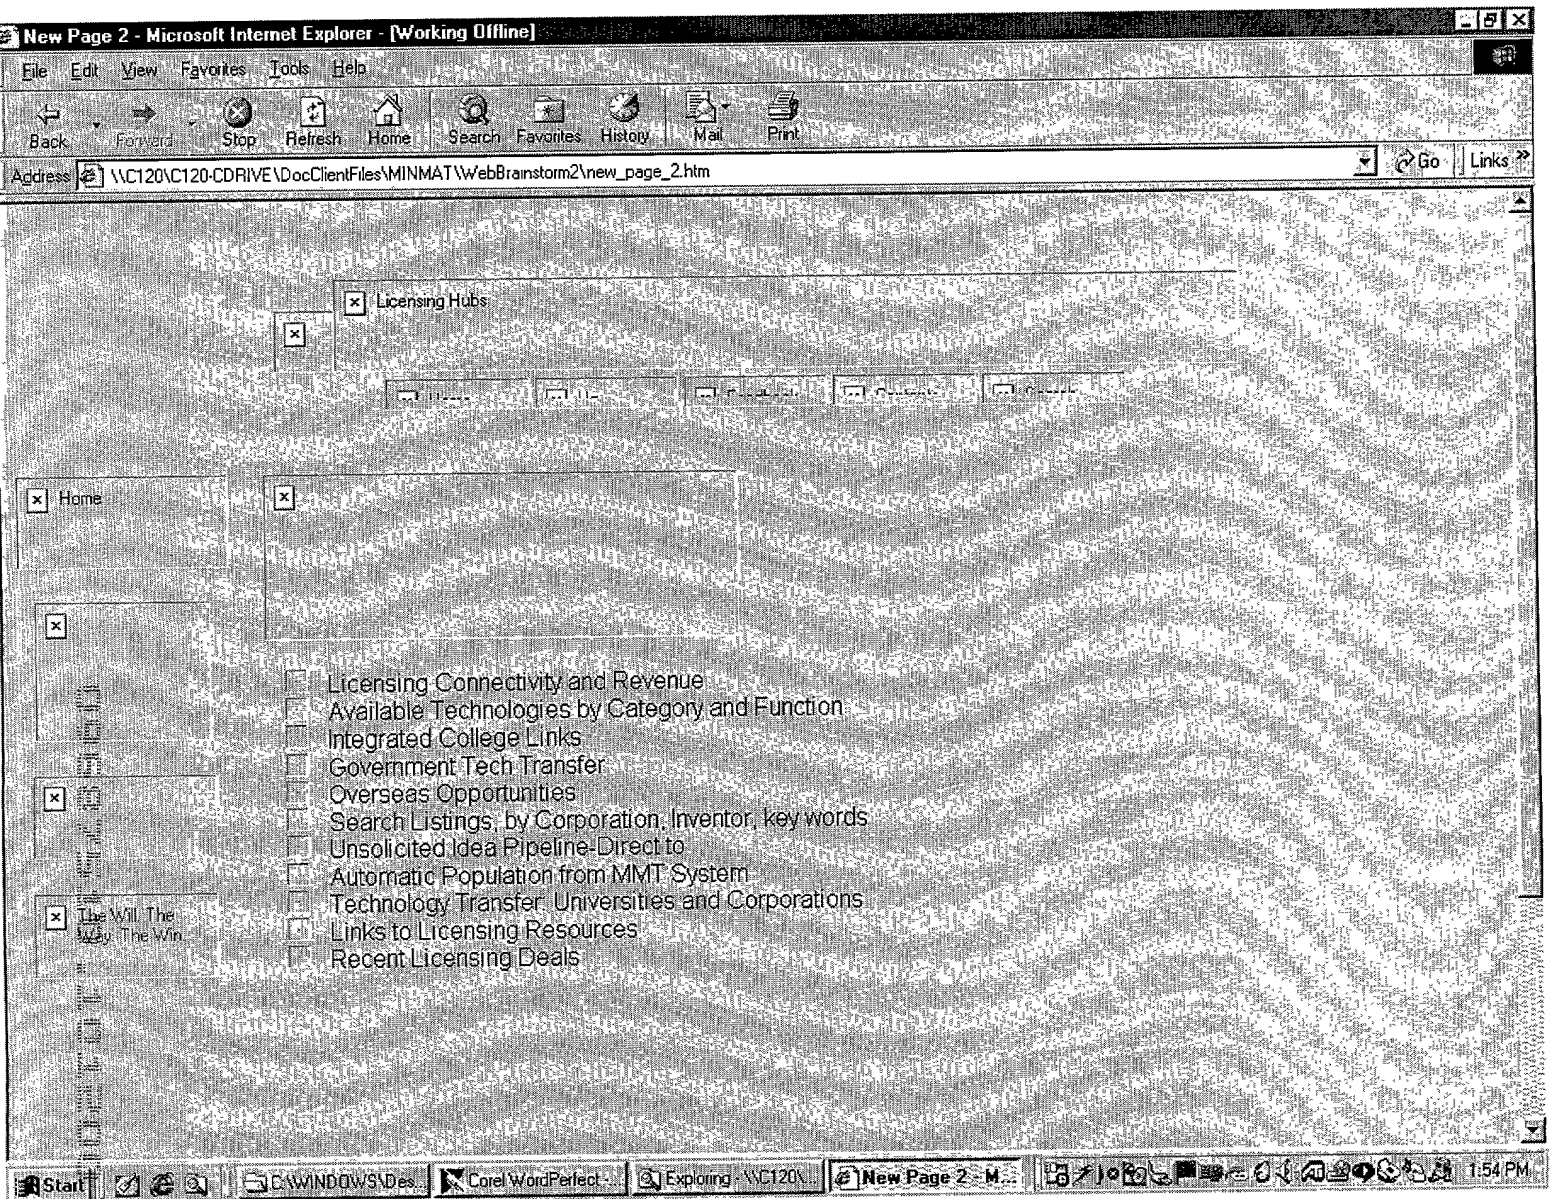 New Page 2 - Microsoft Internet Explorer - [Working Offline]
File Edit View Favorites Tools Help
Back Forward Stop Refresh Home Search Favorites History Mail Print
Address \\C120\C120-CDRIVE\DocClientFiles\MINMAT\WebBrainstorm2\new_page_2.htm Go Links »
Licensing Hubs
Home
Licensing Connectivity and Revenue
Available Technologies by Category and Function
Integrated College Links
Government Tech Transfer
Overseas Opportunities
Search Listings, by Corporation, Inventor, key words
Unsolicited Idea Pipeline-Direct to
Automatic Population from MMT System
Technology Transfer: Universities and Corporations
Links to Licensing Resources
Recent Licensing Deals
The Will. The
Way. The Win.
Start C:\WINDOWS\Des... Corel WordPerfect -... Exploring - \\C120\... New Page 2 - M... 1:54 PM